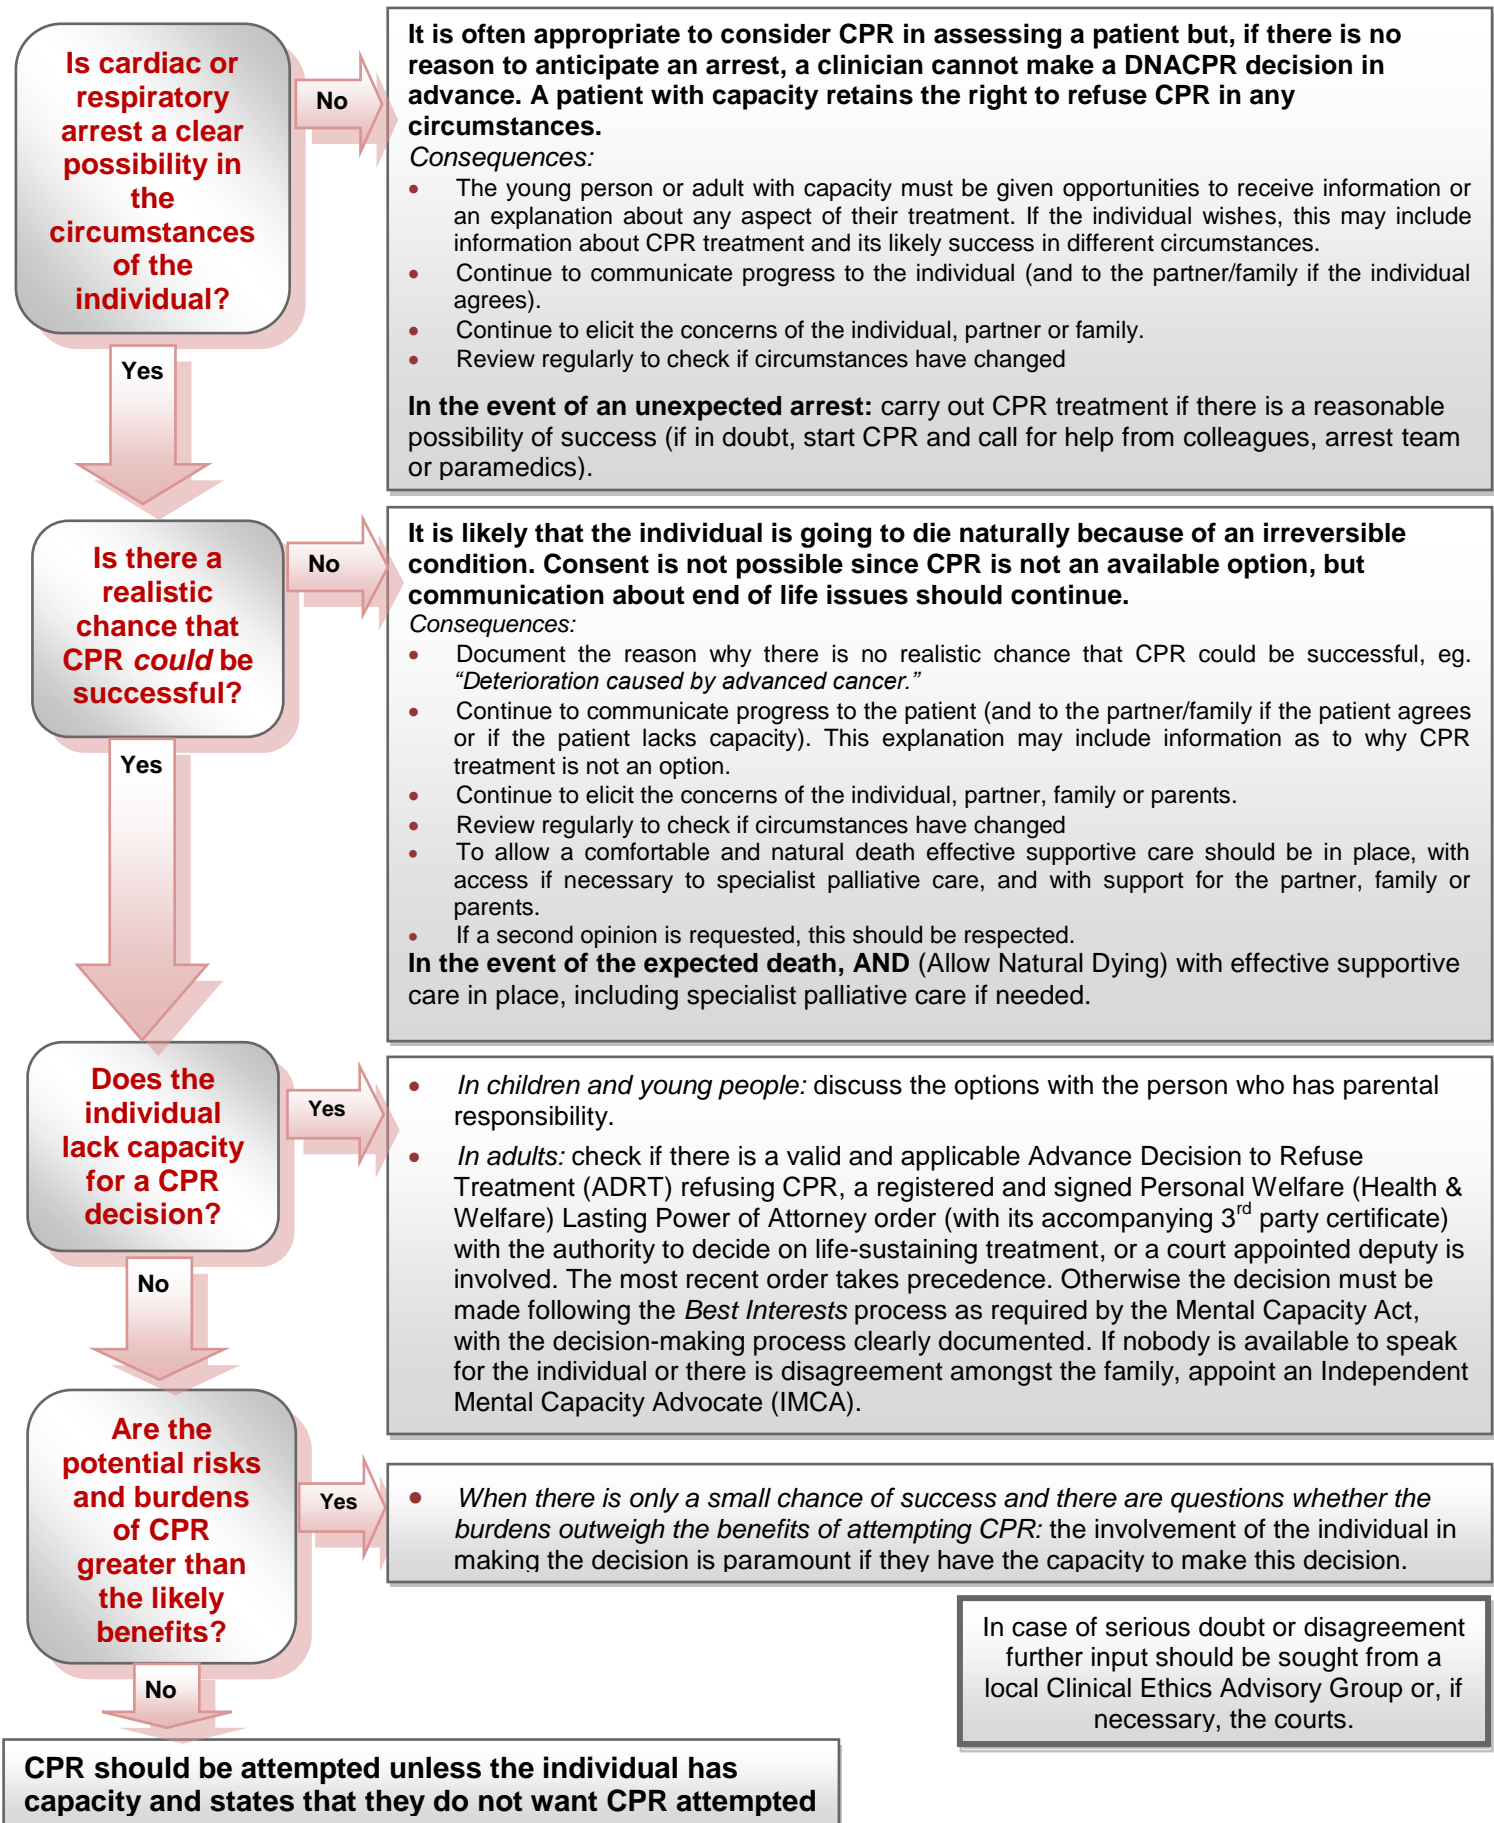 Is cardiac or
respiratory
arrest a clear
possibility in
the
circumstances
of the
individual?
No
It is often appropriate to consider CPR in assessing a patient but, if there is no
reason to anticipate an arrest, a clinician cannot make a DNACPR decision in
advance. A patient with capacity retains the right to refuse CPR in any
circumstances.
Consequences:
• The young person or adult with capacity must be given opportunities to receive information or
an explanation about any aspect of their treatment. If the individual wishes, this may include
information about CPR treatment and its likely success in different circumstances.
• Continue to communicate progress to the individual (and to the partner/family if the individual
agrees).
• Continue to elicit the concerns of the individual, partner or family.
• Review regularly to check if circumstances have changed
In the event of an unexpected arrest: carry out CPR treatment if there is a reasonable
possibility of success (if in doubt, start CPR and call for help from colleagues, arrest team
or paramedics).
Yes
Is there a
realistic
chance that
CPR could be
successful?
No
It is likely that the individual is going to die naturally because of an irreversible
condition. Consent is not possible since CPR is not an available option, but
communication about end of life issues should continue.
Consequences:
• Document the reason why there is no realistic chance that CPR could be successful, eg.
“Deterioration caused by advanced cancer.”
• Continue to communicate progress to the patient (and to the partner/family if the patient agrees
or if the patient lacks capacity). This explanation may include information as to why CPR
treatment is not an option.
• Continue to elicit the concerns of the individual, partner, family or parents.
• Review regularly to check if circumstances have changed
• To allow a comfortable and natural death effective supportive care should be in place, with
access if necessary to specialist palliative care, and with support for the partner, family or
parents.
• If a second opinion is requested, this should be respected.
In the event of the expected death, AND (Allow Natural Dying) with effective supportive
care in place, including specialist palliative care if needed.
Yes
Does the
individual
lack capacity
for a CPR
decision?
Yes
• In children and young people: discuss the options with the person who has parental
responsibility.
• In adults: check if there is a valid and applicable Advance Decision to Refuse
Treatment (ADRT) refusing CPR, a registered and signed Personal Welfare (Health &
Welfare) Lasting Power of Attorney order (with its accompanying 3rd party certificate)
with the authority to decide on life-sustaining treatment, or a court appointed deputy is
involved. The most recent order takes precedence. Otherwise the decision must be
made following the Best Interests process as required by the Mental Capacity Act,
with the decision-making process clearly documented. If nobody is available to speak
for the individual or there is disagreement amongst the family, appoint an Independent
Mental Capacity Advocate (IMCA).
No
Are the
potential risks
and burdens
of CPR
greater than
the likely
benefits?
Yes
• When there is only a small chance of success and there are questions whether the
burdens outweigh the benefits of attempting CPR: the involvement of the individual in
making the decision is paramount if they have the capacity to make this decision.
In case of serious doubt or disagreement
further input should be sought from a
local Clinical Ethics Advisory Group or, if
necessary, the courts.
No
CPR should be attempted unless the individual has
capacity and states that they do not want CPR attempted